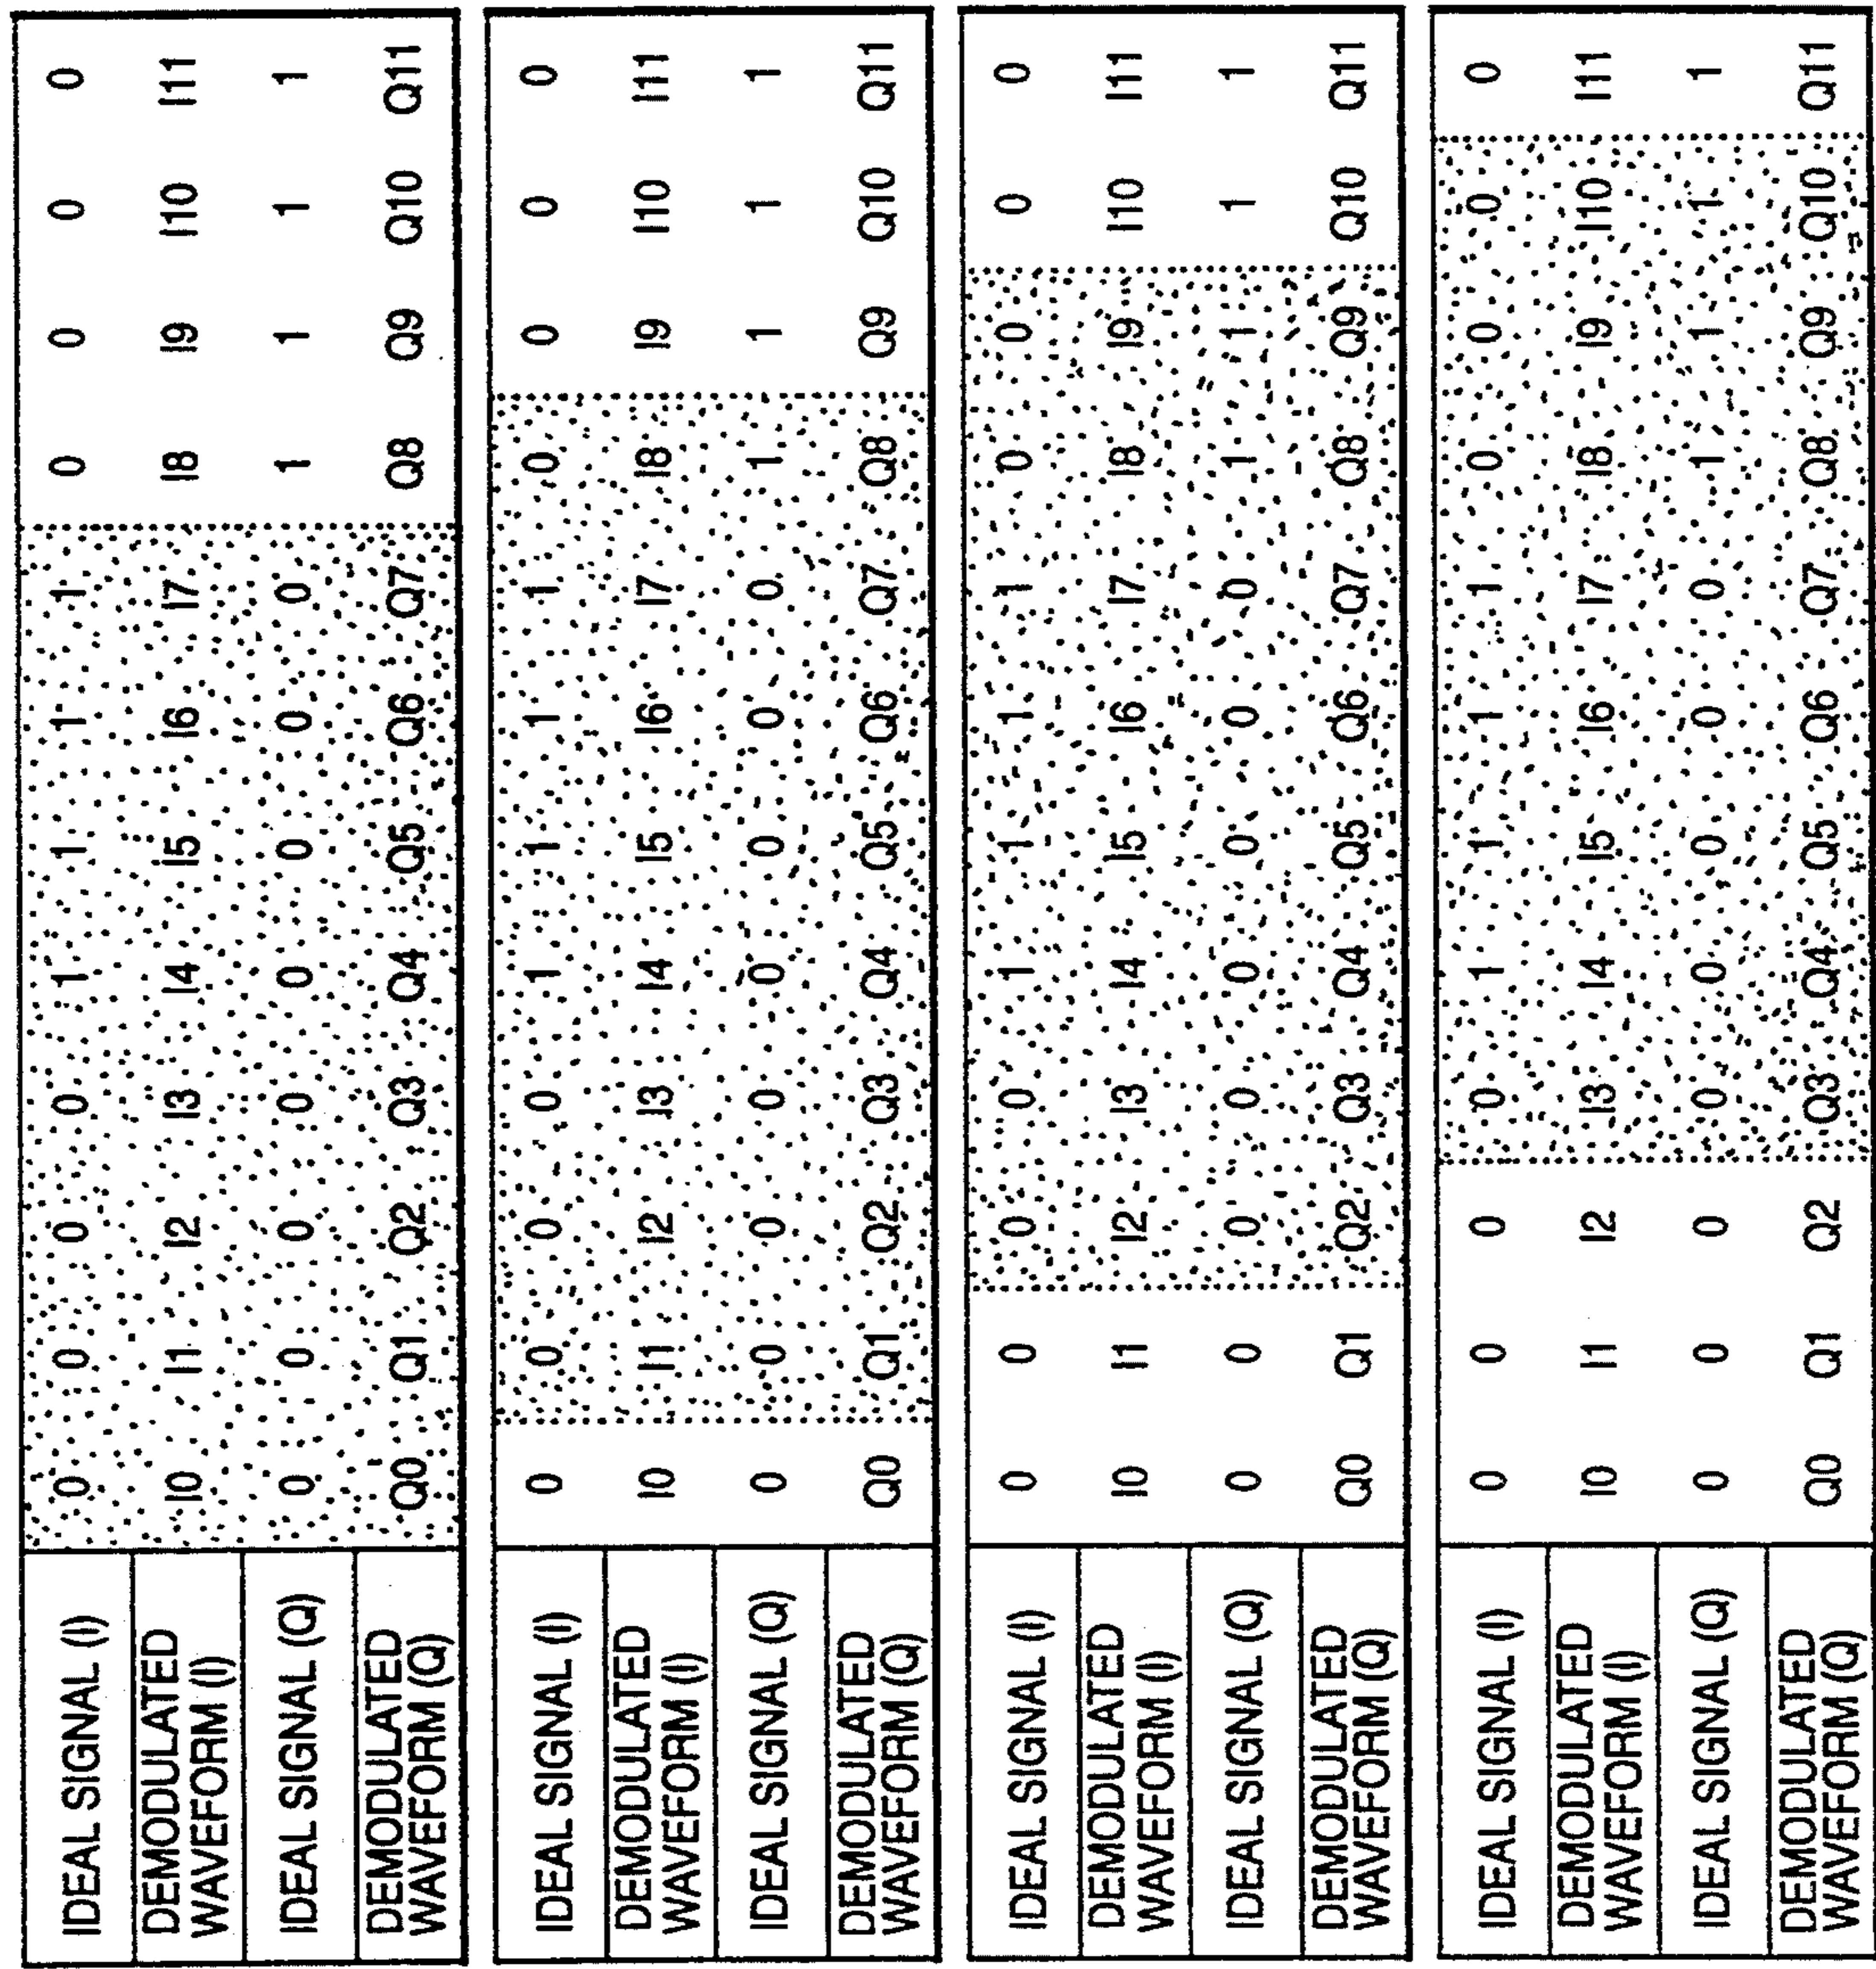 IDEAL SIGNAL (I) 0 0 0 0 1 1 1 1 0 0 0 0
DEMODULATED
WAVEFORM (I) I0 I1 I2 I3 I4 I5 I6 I7 I8 I9 I10 I11
IDEAL SIGNAL (Q) 0 0 0 0 0 0 0 0 1 1 1 1
DEMODULATED
WAVEFORM (Q) Q0 Q1 Q2 Q3 Q4 Q5 Q6 Q7 Q8 Q9 Q10 Q11
IDEAL SIGNAL (I) 0 0 0 0 1 1 1 1 0 0 0 0
DEMODULATED
WAVEFORM (I) I0 I1 I2 I3 I4 I5 I6 I7 I8 I9 I10 I11
IDEAL SIGNAL (Q) 0 0 0 0 0 0 0 0 1 1 1 1
DEMODULATED
WAVEFORM (Q) Q0 Q1 Q2 Q3 Q4 Q5 Q6 Q7 Q8 Q9 Q10 Q11
IDEAL SIGNAL (I) 0 0 0 0 1 1 1 1 0 0 0 0
DEMODULATED
WAVEFORM (I) I0 I1 I2 I3 I4 I5 I6 I7 I8 I9 I10 I11
IDEAL SIGNAL (Q) 0 0 0 0 0 0 0 0 1 1 1 1
DEMODULATED
WAVEFORM (Q) Q0 Q1 Q2 Q3 Q4 Q5 Q6 Q7 Q8 Q9 Q10 Q11
IDEAL SIGNAL (I) 0 0 0 0 1 1 1 1 0 0 0 0
DEMODULATED
WAVEFORM (I) I0 I1 I2 I3 I4 I5 I6 I7 I8 I9 I10 I11
IDEAL SIGNAL (Q) 0 0 0 0 0 0 0 0 1 1 1 1
DEMODULATED
WAVEFORM (Q) Q0 Q1 Q2 Q3 Q4 Q5 Q6 Q7 Q8 Q9 Q10 Q11